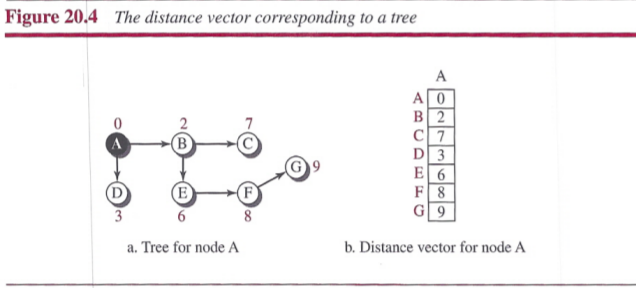 Figure 20.4 The distance vector corresponding to a tree
0 2 7
A B C
G 9
D E F
3 6 8
a. Tree for node A
A
A 0
B 2
C 7
D 3
E 6
F 8
G 9
b. Distance vector for node A